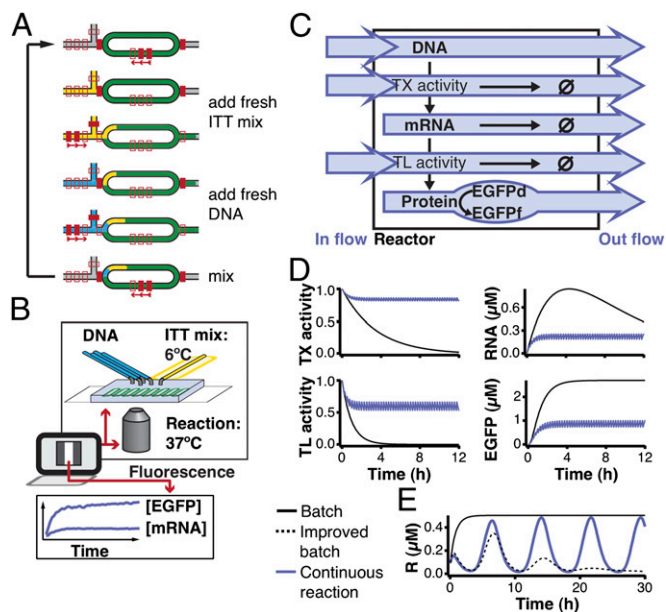 A
add fresh
ITT mix
add fresh
DNA
mix
B
DNA
ITT mix:
6°C
Reaction:
37°C
Fluorescence
[EGFP]
[mRNA]
Time
C
DNA
TX activity
Ø
mRNA
Ø
TL activity
Ø
Protein
EGFPd
EGFPf
In flow
Reactor
Out flow
D
TX activity
1.0
0.5
0.0
0 4 8 12
RNA (µM)
0.6
0.3
0.0
0 4 8 12
TL activity
1.0
0.5
0.0
0 4 8 12
Time (h)
EGFP (µM)
2
1
0
0 4 8 12
Time (h)
Batch
Improved
batch
Continuous
reaction
E
R (µM)
0.4
0.2
0.0
0 10 20 30
Time (h)